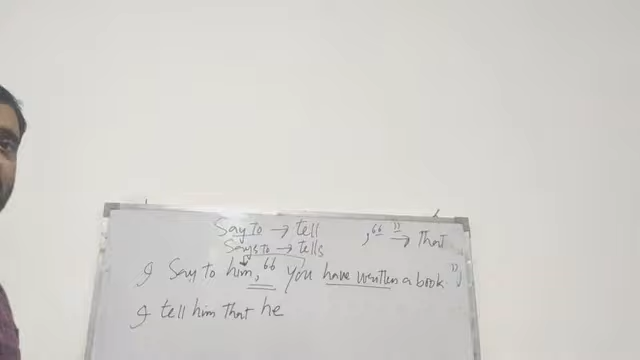 Say to → tell , “ ” → That
Says to → tells
I Say to him, “You have written a book.”
I tell him that he